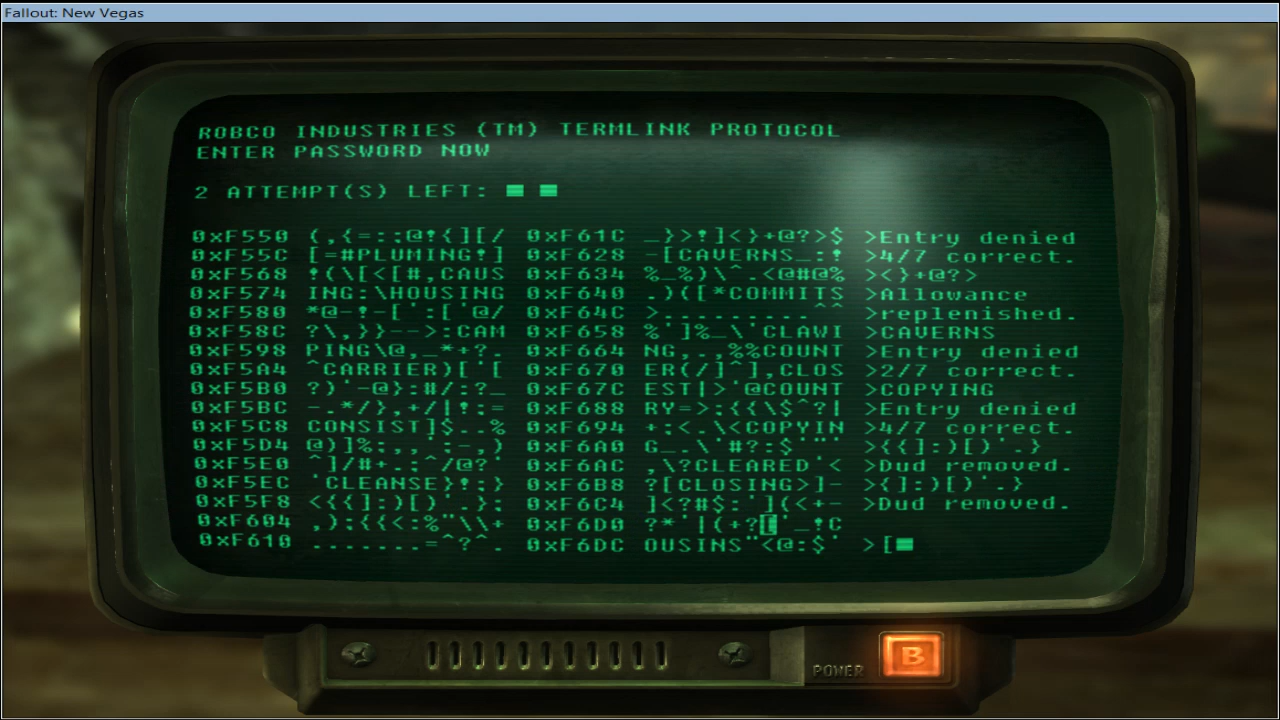 Fallout: New Vegas
ROBCO INDUSTRIES (TM) TERMLINK PROTOCOL
ENTER PASSWORD NOW
2 ATTEMPT(S) LEFT: ■ ■
0xF550 (,{=:;@!{][/ 0xF61C _}>!]<}+@?>$ >Entry denied
0xF55C [=#PLUMING!] 0xF628 -[CAVERNS_:! >4/7 correct.
0xF568 !(\[<[#,CAUS 0xF634 %_%)\^.<@#@% ><}+@?>
0xF574 ING:\HOUSING 0xF640 .)([*COMMITS >Allowance
0xF580 *@-!-[':['@/ 0xF64C >.........^^ >replenished.
0xF58C ?\,}}-->:CAM 0xF658 %']%_\'CLAWI >CAVERNS
0xF598 PING\@,_*+?. 0xF664 NG,.,%%COUNT >Entry denied
0xF5A4 ^CARRIER)['[ 0xF670 ER(/]^],CLOS >2/7 correct.
0xF5B0 ?)'-@}:#/:?_ 0xF67C EST|>'@COUNT >COPYING
0xF5BC -.*/},+/|!:= 0xF688 RY=>:{{\$^?| >Entry denied
0xF5C8 CONSIST]$..% 0xF694 +:<.\<COPYIN >4/7 correct.
0xF5D4 @)]%:,,':-,) 0xF6A0 G_.\'#?:$'"' >{{]:)[)'.}
0xF5E0 ^]/#+.:^/@?' 0xF6AC ,\?CLEARED'< >Dud removed.
0xF5EC 'CLEANSE}!;} 0xF6B8 ?[CLOSING>]- >{]:)[)'.}
0xF5F8 <{{]:)[)'.}; 0xF6C4 ]<?#$:'](<+- >Dud removed.
0xF604 ,):{{<:%"\\+ 0xF6D0 ?*'|(+?['_!C
0xF610 .......=^?^. 0xF6DC OUSINS"<@:$' >[■
POWER
B